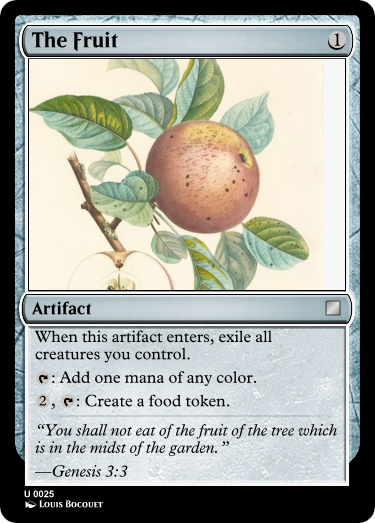 The Fruit 1
Artifact
When this artifact enters, exile all
creatures you control.
: Add one mana of any color.
2, : Create a food token.
“You shall not eat of the fruit of the tree which
is in the midst of the garden.”
—Genesis 3:3
U 0025
Louis Bocquet